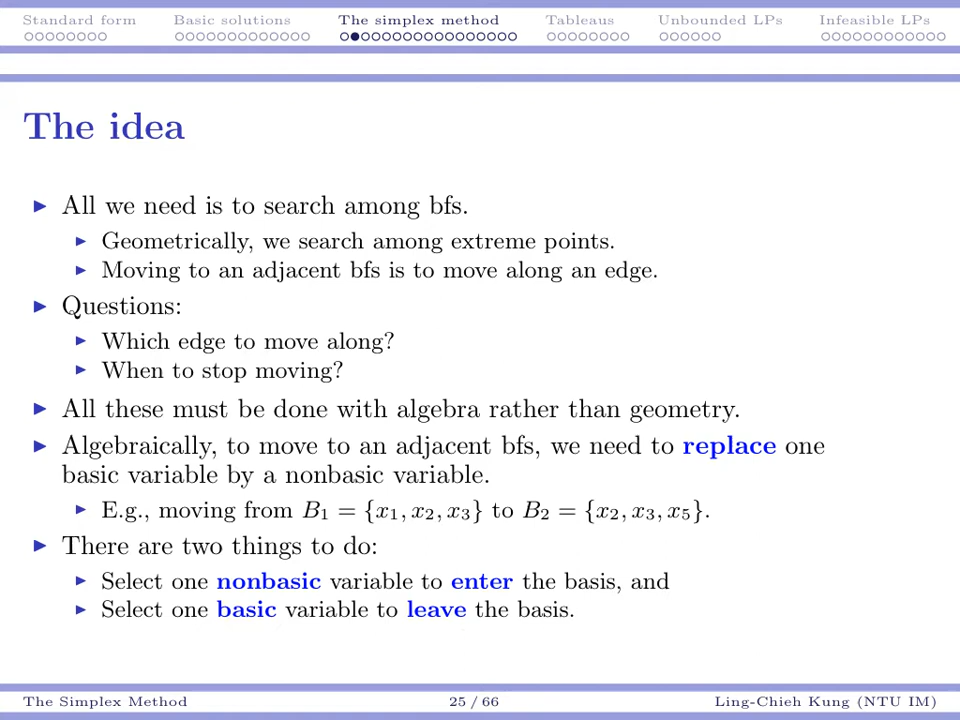 Standard form Basic solutions The simplex method Tableaus Unbounded LPs Infeasible LPs
The idea
All we need is to search among bfs.
Geometrically, we search among extreme points.
Moving to an adjacent bfs is to move along an edge.
Questions:
Which edge to move along?
When to stop moving?
All these must be done with algebra rather than geometry.
Algebraically, to move to an adjacent bfs, we need to replace one
basic variable by a nonbasic variable.
E.g., moving from B₁ = {x₁, x₂, x₃} to B₂ = {x₂, x₃, x₅}.
There are two things to do:
Select one nonbasic variable to enter the basis, and
Select one basic variable to leave the basis.
The Simplex Method 25 / 66 Ling-Chieh Kung (NTU IM)